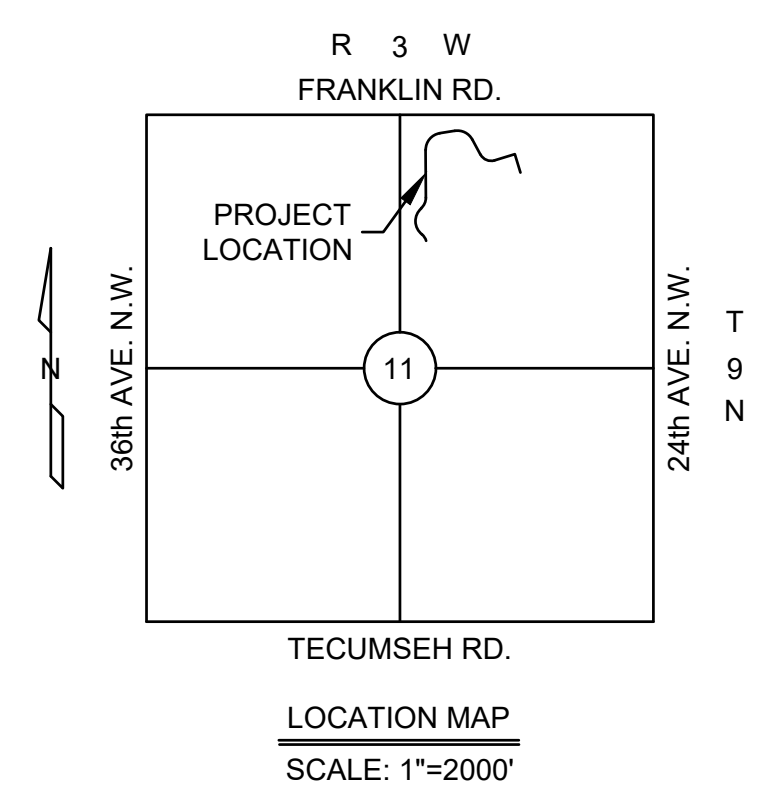 R 3 W
FRANKLIN RD.
PROJECT
LOCATION
36th AVE. N.W.
24th AVE. N.W.
T
9
N
N
11
TECUMSEH RD.
LOCATION MAP
SCALE: 1"=2000'